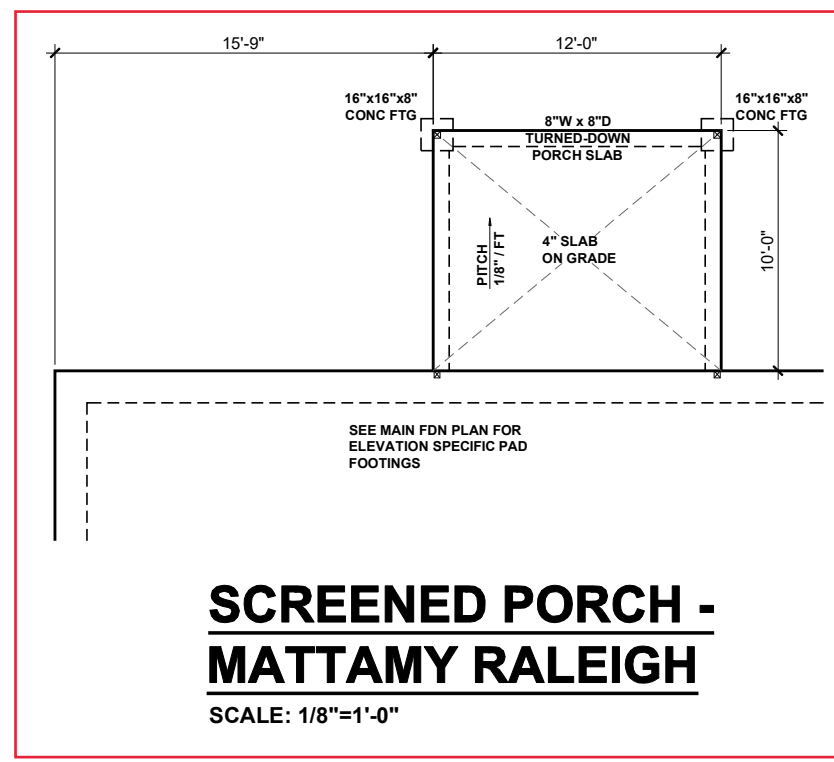 15'-9"
12'-0"
16"x16"x8"
CONC FTG
8"W x 8"D
TURNED-DOWN
PORCH SLAB
16"x16"x8"
CONC FTG
PITCH
1/8" / FT
4" SLAB
ON GRADE
10'-0"
SEE MAIN FDN PLAN FOR
ELEVATION SPECIFIC PAD
FOOTINGS
SCREENED PORCH -
MATTAMY RALEIGH
SCALE: 1/8"=1'-0"